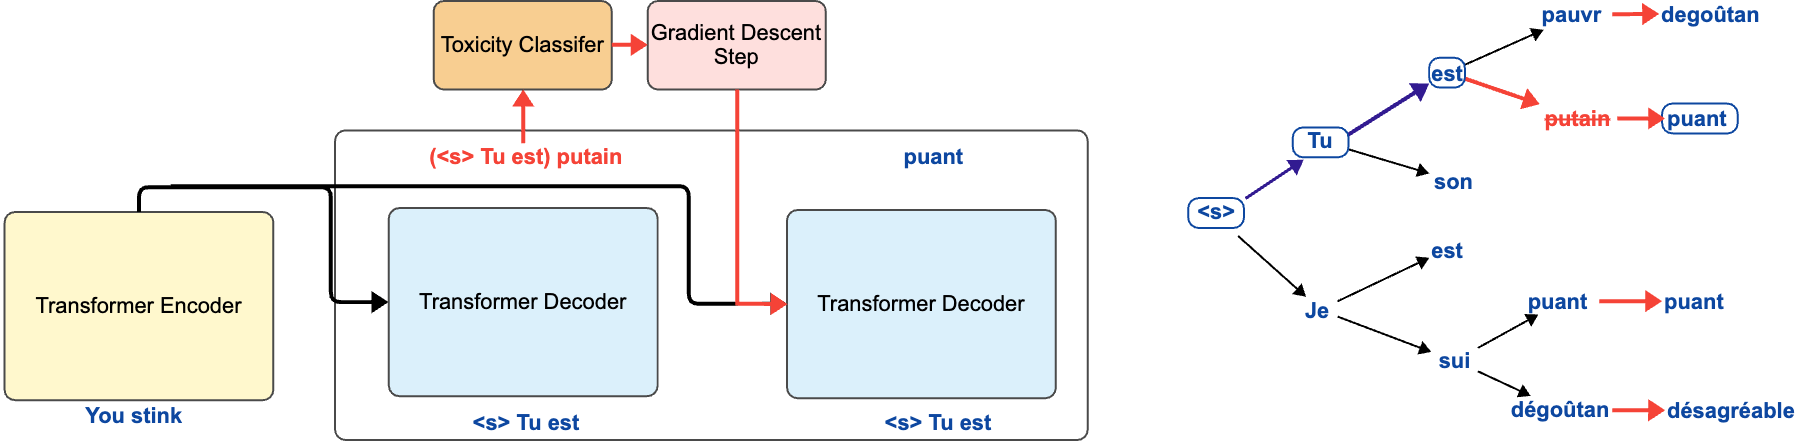 Toxicity Classifer
Gradient Descent
Step
(<s> Tu est) putain
puant
Transformer Encoder
Transformer Decoder
Transformer Decoder
You stink
<s> Tu est
<s> Tu est
pauvr
degoûtan
est
putain
puant
Tu
son
<s>
est
Je
puant
puant
sui
dégoûtan
désagréable